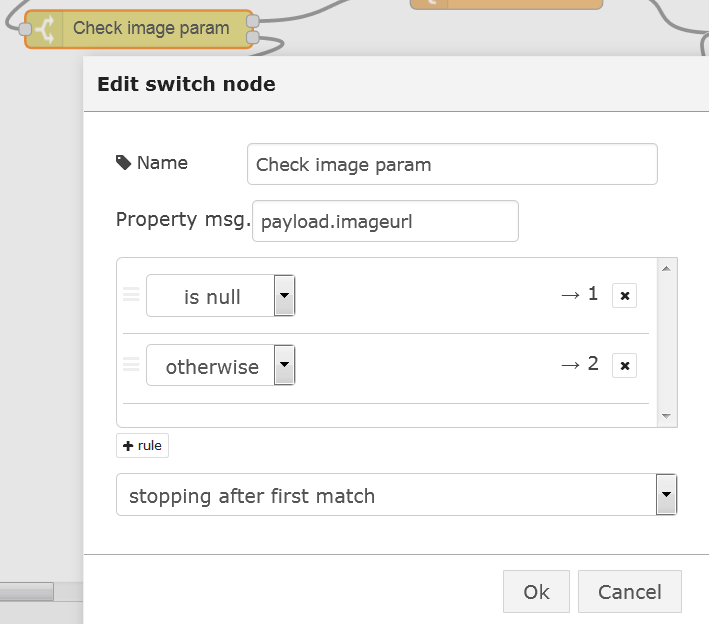 Check image param
Edit switch node
Name
Check image param
Property msg.
payload.imageurl
is null
→ 1
otherwise
→ 2
rule
stopping after first match
Ok
Cancel